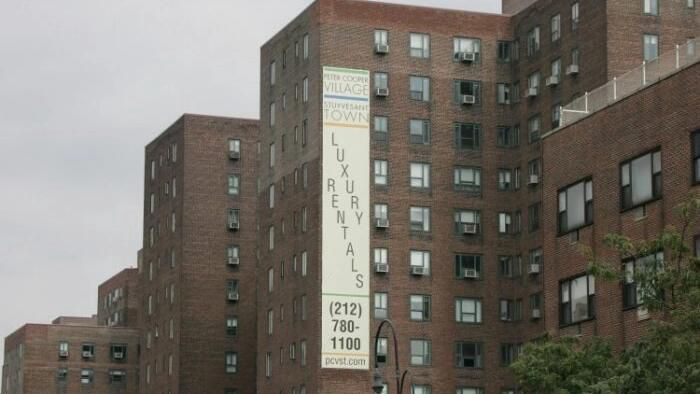 PETER COOPER
VILLAGE
STUYVESANT
TOWN
LUXURY
RENTALS
(212)
780-
1100
pcvst.com